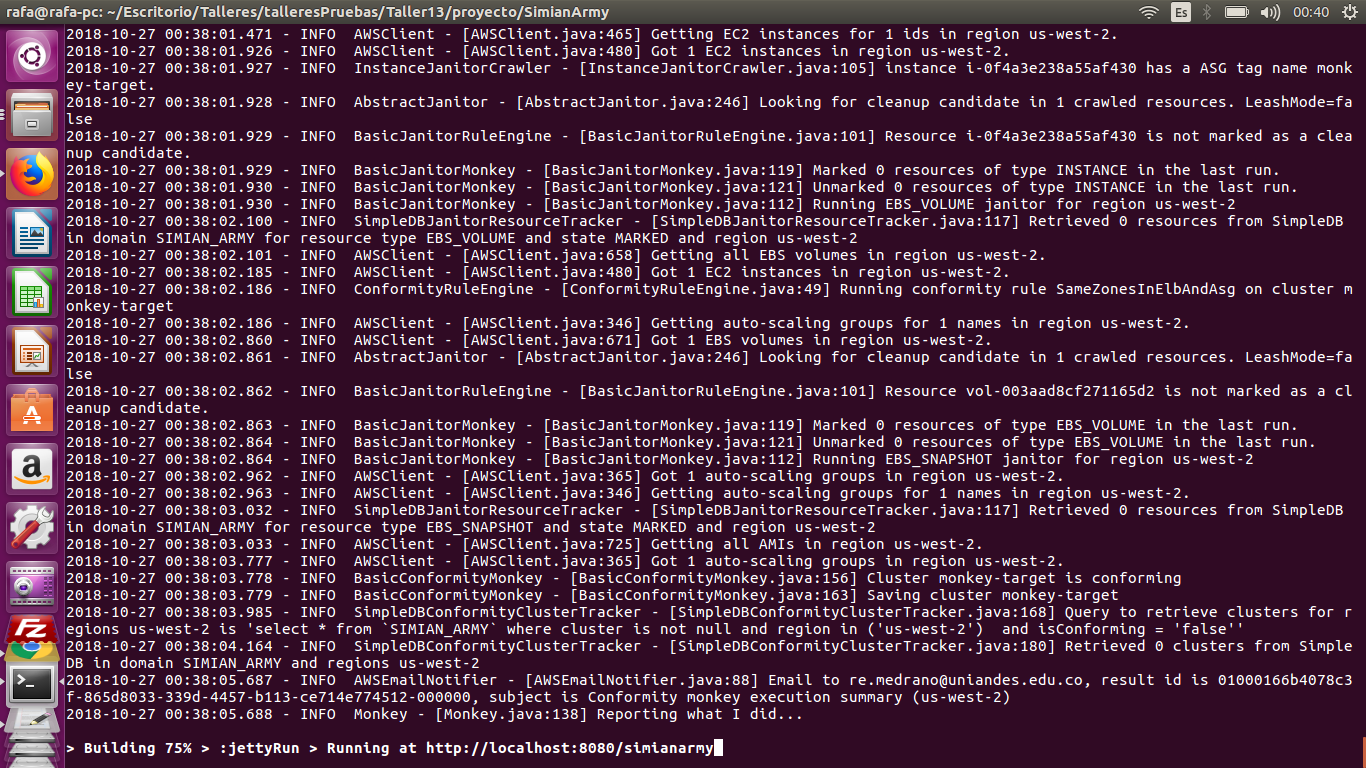 rafa@rafa-pc: ~/Escritorio/Talleres/talleresPruebas/Taller13/proyecto/SimianArmy
Es
00:40
2018-10-27 00:38:01.471 - INFO  AWSClient - [AWSClient.java:465] Getting EC2 instances for 1 ids in region us-west-2.
2018-10-27 00:38:01.926 - INFO  AWSClient - [AWSClient.java:480] Got 1 EC2 instances in region us-west-2.
2018-10-27 00:38:01.927 - INFO  InstanceJanitorCrawler - [InstanceJanitorCrawler.java:105] instance i-0f4a3e238a55af430 has a ASG tag name monk
ey-target.
2018-10-27 00:38:01.928 - INFO  AbstractJanitor - [AbstractJanitor.java:246] Looking for cleanup candidate in 1 crawled resources. LeashMode=fa
lse
2018-10-27 00:38:01.929 - INFO  BasicJanitorRuleEngine - [BasicJanitorRuleEngine.java:101] Resource i-0f4a3e238a55af430 is not marked as a clea
nup candidate.
2018-10-27 00:38:01.929 - INFO  BasicJanitorMonkey - [BasicJanitorMonkey.java:119] Marked 0 resources of type INSTANCE in the last run.
2018-10-27 00:38:01.930 - INFO  BasicJanitorMonkey - [BasicJanitorMonkey.java:121] Unmarked 0 resources of type INSTANCE in the last run.
2018-10-27 00:38:01.930 - INFO  BasicJanitorMonkey - [BasicJanitorMonkey.java:112] Running EBS_VOLUME janitor for region us-west-2
2018-10-27 00:38:02.100 - INFO  SimpleDBJanitorResourceTracker - [SimpleDBJanitorResourceTracker.java:117] Retrieved 0 resources from SimpleDB
in domain SIMIAN_ARMY for resource type EBS_VOLUME and state MARKED and region us-west-2
2018-10-27 00:38:02.101 - INFO  AWSClient - [AWSClient.java:658] Getting all EBS volumes in region us-west-2.
2018-10-27 00:38:02.185 - INFO  AWSClient - [AWSClient.java:480] Got 1 EC2 instances in region us-west-2.
2018-10-27 00:38:02.186 - INFO  ConformityRuleEngine - [ConformityRuleEngine.java:49] Running conformity rule SameZonesInElbAndAsg on cluster m
onkey-target
2018-10-27 00:38:02.186 - INFO  AWSClient - [AWSClient.java:346] Getting auto-scaling groups for 1 names in region us-west-2.
2018-10-27 00:38:02.860 - INFO  AWSClient - [AWSClient.java:671] Got 1 EBS volumes in region us-west-2.
2018-10-27 00:38:02.861 - INFO  AbstractJanitor - [AbstractJanitor.java:246] Looking for cleanup candidate in 1 crawled resources. LeashMode=fa
lse
2018-10-27 00:38:02.862 - INFO  BasicJanitorRuleEngine - [BasicJanitorRuleEngine.java:101] Resource vol-003aad8cf271165d2 is not marked as a cl
eanup candidate.
2018-10-27 00:38:02.863 - INFO  BasicJanitorMonkey - [BasicJanitorMonkey.java:119] Marked 0 resources of type EBS_VOLUME in the last run.
2018-10-27 00:38:02.864 - INFO  BasicJanitorMonkey - [BasicJanitorMonkey.java:121] Unmarked 0 resources of type EBS_VOLUME in the last run.
2018-10-27 00:38:02.864 - INFO  BasicJanitorMonkey - [BasicJanitorMonkey.java:112] Running EBS_SNAPSHOT janitor for region us-west-2
2018-10-27 00:38:02.962 - INFO  AWSClient - [AWSClient.java:365] Got 1 auto-scaling groups in region us-west-2.
2018-10-27 00:38:02.963 - INFO  AWSClient - [AWSClient.java:346] Getting auto-scaling groups for 1 names in region us-west-2.
2018-10-27 00:38:03.032 - INFO  SimpleDBJanitorResourceTracker - [SimpleDBJanitorResourceTracker.java:117] Retrieved 0 resources from SimpleDB
in domain SIMIAN_ARMY for resource type EBS_SNAPSHOT and state MARKED and region us-west-2
2018-10-27 00:38:03.033 - INFO  AWSClient - [AWSClient.java:725] Getting all AMIs in region us-west-2.
2018-10-27 00:38:03.777 - INFO  AWSClient - [AWSClient.java:365] Got 1 auto-scaling groups in region us-west-2.
2018-10-27 00:38:03.778 - INFO  BasicConformityMonkey - [BasicConformityMonkey.java:156] Cluster monkey-target is conforming
2018-10-27 00:38:03.779 - INFO  BasicConformityMonkey - [BasicConformityMonkey.java:163] Saving cluster monkey-target
2018-10-27 00:38:03.985 - INFO  SimpleDBConformityClusterTracker - [SimpleDBConformityClusterTracker.java:168] Query to retrieve clusters for r
egions us-west-2 is 'select * from `SIMIAN_ARMY` where cluster is not null and region in ('us-west-2')  and isConforming = 'false''
2018-10-27 00:38:04.164 - INFO  SimpleDBConformityClusterTracker - [SimpleDBConformityClusterTracker.java:180] Retrieved 0 clusters from Simple
DB in domain SIMIAN_ARMY and regions us-west-2
2018-10-27 00:38:05.687 - INFO  AWSEmailNotifier - [AWSEmailNotifier.java:88] Email to re.medrano@uniandes.edu.co, result id is 01000166b4078c3
f-865d8033-339d-4457-b113-ce714e774512-000000, subject is Conformity monkey execution summary (us-west-2)
2018-10-27 00:38:05.688 - INFO  Monkey - [Monkey.java:138] Reporting what I did...
> Building 75% > :jettyRun > Running at http://localhost:8080/simianarmy